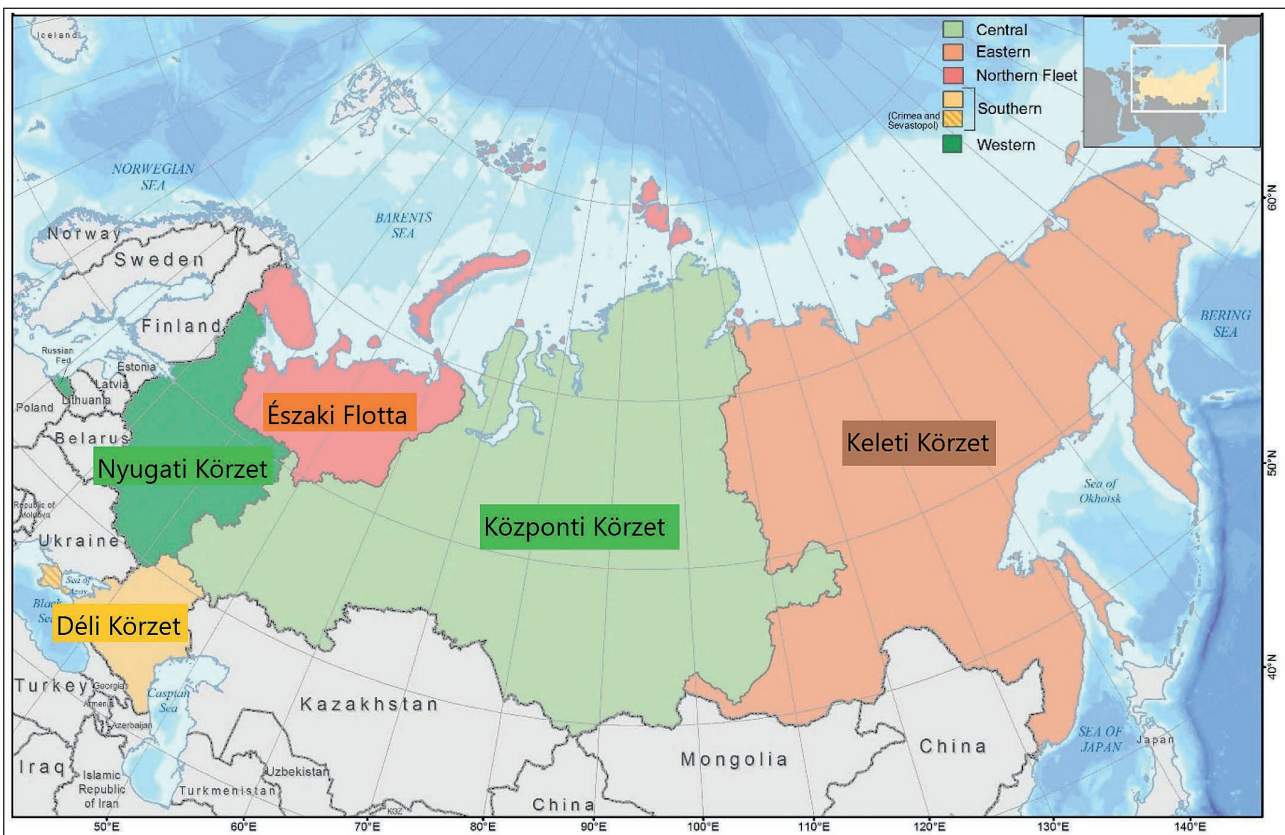 Iceland
Central
Eastern
Northern Fleet
(Crimea and
Sevastopol)
Southern
Western
NORWEGIAN
SEA
BARENTS
SEA
60°N
Norway
Sweden
Finland
BERING
SEA
Russian
Fed
Estonia
Latvia
Lithuania
Poland
Belarus
Északi Flotta
Keleti Körzet
Nyugati Körzet
50°N
Sea of
Okhotsk
Republic of
Moldova
Ukraine
Központi Körzet
Sea of
Azov
Black
Sea
Déli Körzet
40°N
Turkey
Georgia
Armenia
Azerbaijan
Caspian
Sea
Kazakhstan
Mongolia
China
SEA OF
JAPAN
Japan
Iraq
Islamic
Republic
of Iran
Uzbekistan
Turkmenistan
KGZ
China
50°E
60°E
70°E
80°E
90°E
100°E
110°E
120°E
130°E
140°E